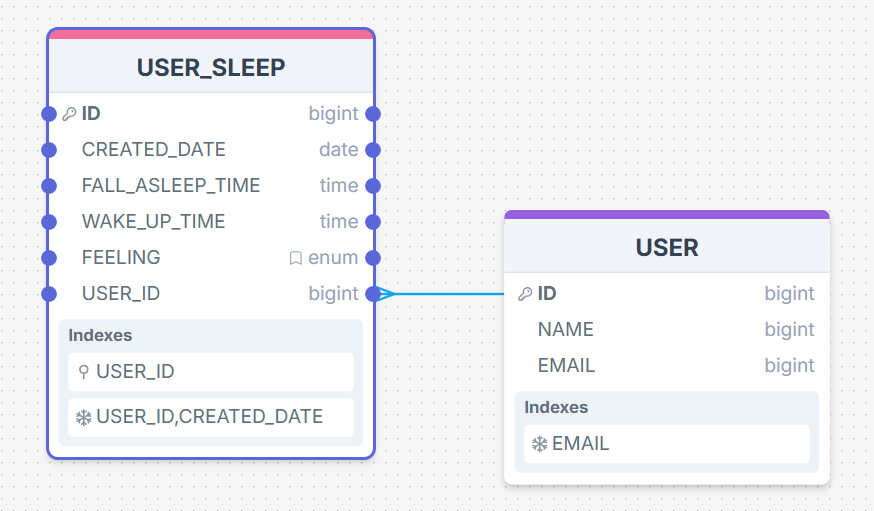 USER_SLEEP
ID bigint
CREATED_DATE date
FALL_ASLEEP_TIME time
WAKE_UP_TIME time
FEELING enum
USER_ID bigint
Indexes
USER_ID
USER_ID,CREATED_DATE
USER
ID bigint
NAME bigint
EMAIL bigint
Indexes
EMAIL